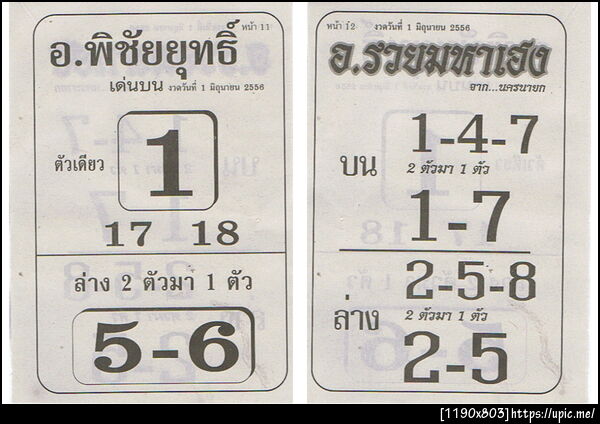 หน้า 11
อ.พิชัยยุทธิ์
เด่นบน งวดวันที่ 1 มิถุนายน 2556
ตัวเดียว 1
17 18
ล่าง 2 ตัวมา 1 ตัว
5-6
หน้า 12 งวดวันที่ 1 มิถุนายน 2556
อ.รวยมหาเฮง
จาก...นครนายก
1-4-7
บน 2 ตัวมา 1 ตัว
1-7
2-5-8
ล่าง 2 ตัวมา 1 ตัว
2-5
[1190x803]https://upic.me/